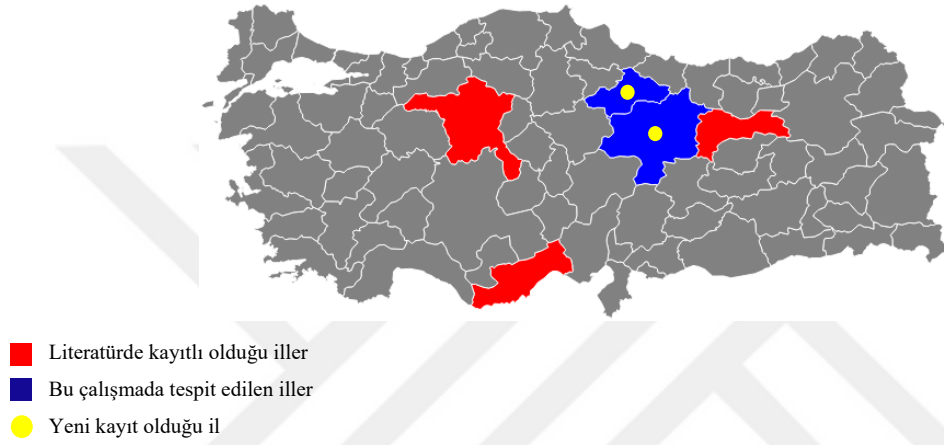 Literatürde kayıtlı olduğu iller
Bu çalışmada tespit edilen iller
Yeni kayıt olduğu il